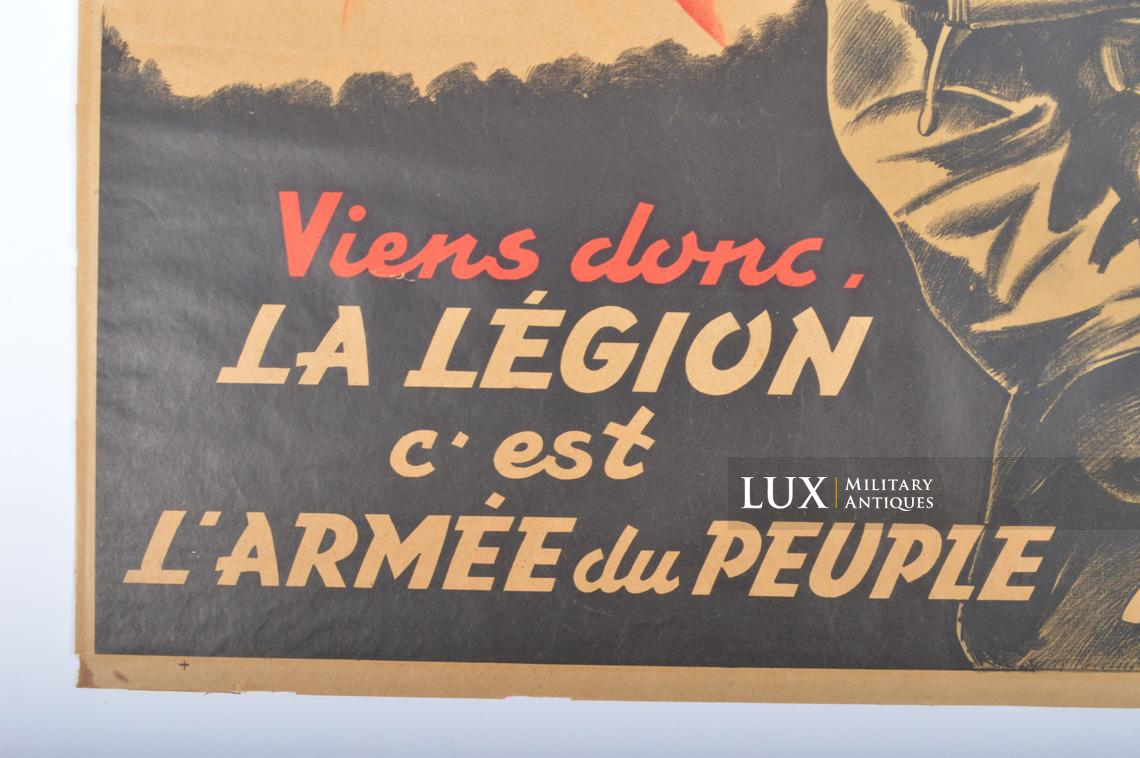 Viens donc.
LA LÉGION
c'est
L'ARMÉE du PEUPLE
LUX MILITARY ANTIQUES